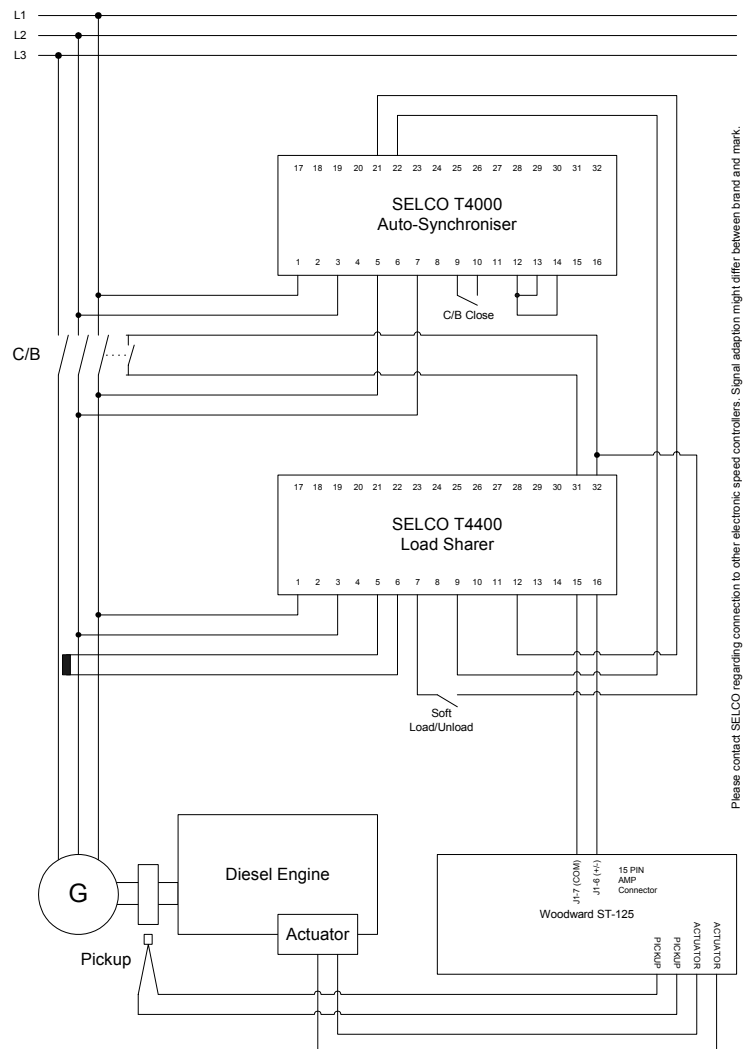 L1
L2
L3
17 18 19 20 21 22 23 24 25 26 27 28 29 30 31 32
SELCO T4000
Auto-Synchroniser
1 2 3 4 5 6 7 8 9 10 11 12 13 14 15 16
C/B Close
C/B
17 18 19 20 21 22 23 24 25 26 27 28 29 30 31 32
SELCO T4400
Load Sharer
1 2 3 4 5 6 7 8 9 10 11 12 13 14 15 16
Soft
Load/Unload
Please contact SELCO regarding connection to other electronic speed controllers. Signal adaption might differ between brand and mark.
G
Diesel Engine
Actuator
Pickup
J1-7 (COM)
J1-6 (+/-)
15 PIN
AMP
Connector
Woodward ST-125
PICKUP
PICKUP
ACTUATOR
ACTUATOR